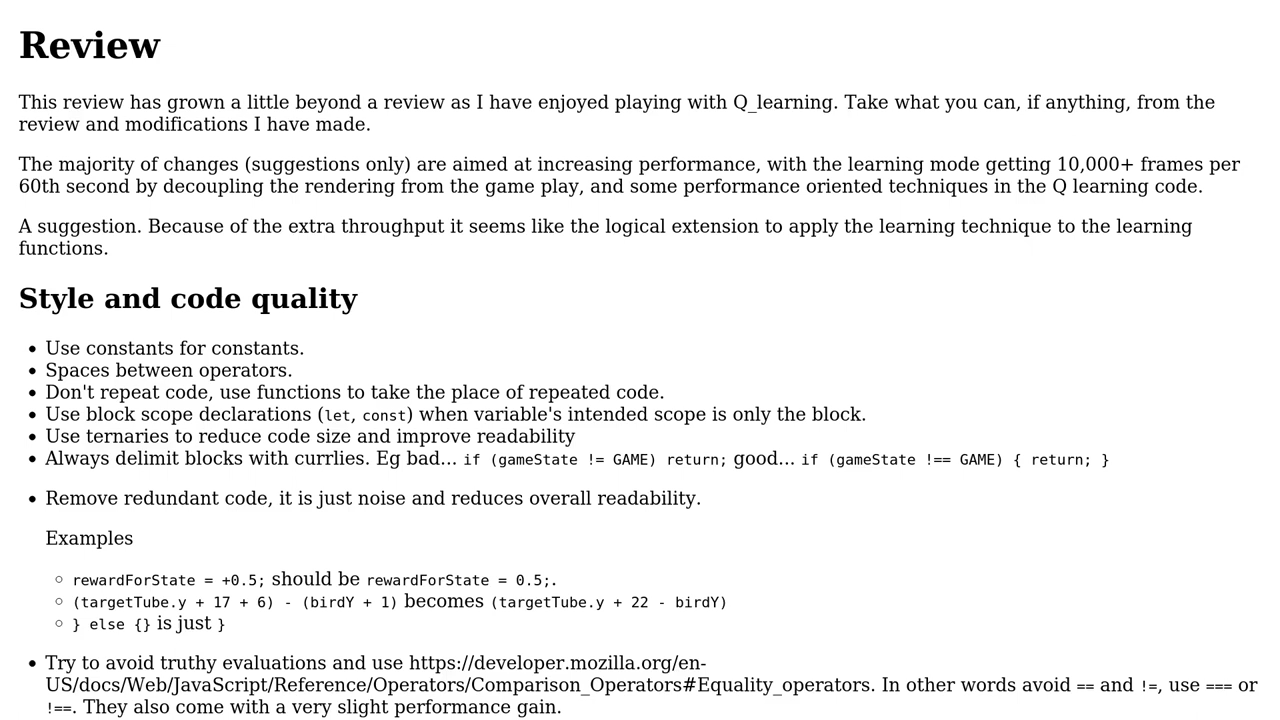 Review
This review has grown a little beyond a review as I have enjoyed playing with Q_learning. Take what you can, if anything, from the
review and modifications I have made.
The majority of changes (suggestions only) are aimed at increasing performance, with the learning mode getting 10,000+ frames per
60th second by decoupling the rendering from the game play, and some performance oriented techniques in the Q learning code.
A suggestion. Because of the extra throughput it seems like the logical extension to apply the learning technique to the learning
functions.
Style and code quality
• Use constants for constants.
• Spaces between operators.
• Don't repeat code, use functions to take the place of repeated code.
• Use block scope declarations (let, const) when variable's intended scope is only the block.
• Use ternaries to reduce code size and improve readability
• Always delimit blocks with currlies. Eg bad... if (gameState != GAME) return; good... if (gameState !== GAME) { return; }
• Remove redundant code, it is just noise and reduces overall readability.
Examples
◦ rewardForState = +0.5; should be rewardForState = 0.5;.
◦ (targetTube.y + 17 + 6) - (birdY + 1) becomes (targetTube.y + 22 - birdY)
◦ } else {} is just }
• Try to avoid truthy evaluations and use https://developer.mozilla.org/en-
US/docs/Web/JavaScript/Reference/Operators/Comparison_Operators#Equality_operators. In other words avoid == and !=, use === or
!==. They also come with a very slight performance gain.